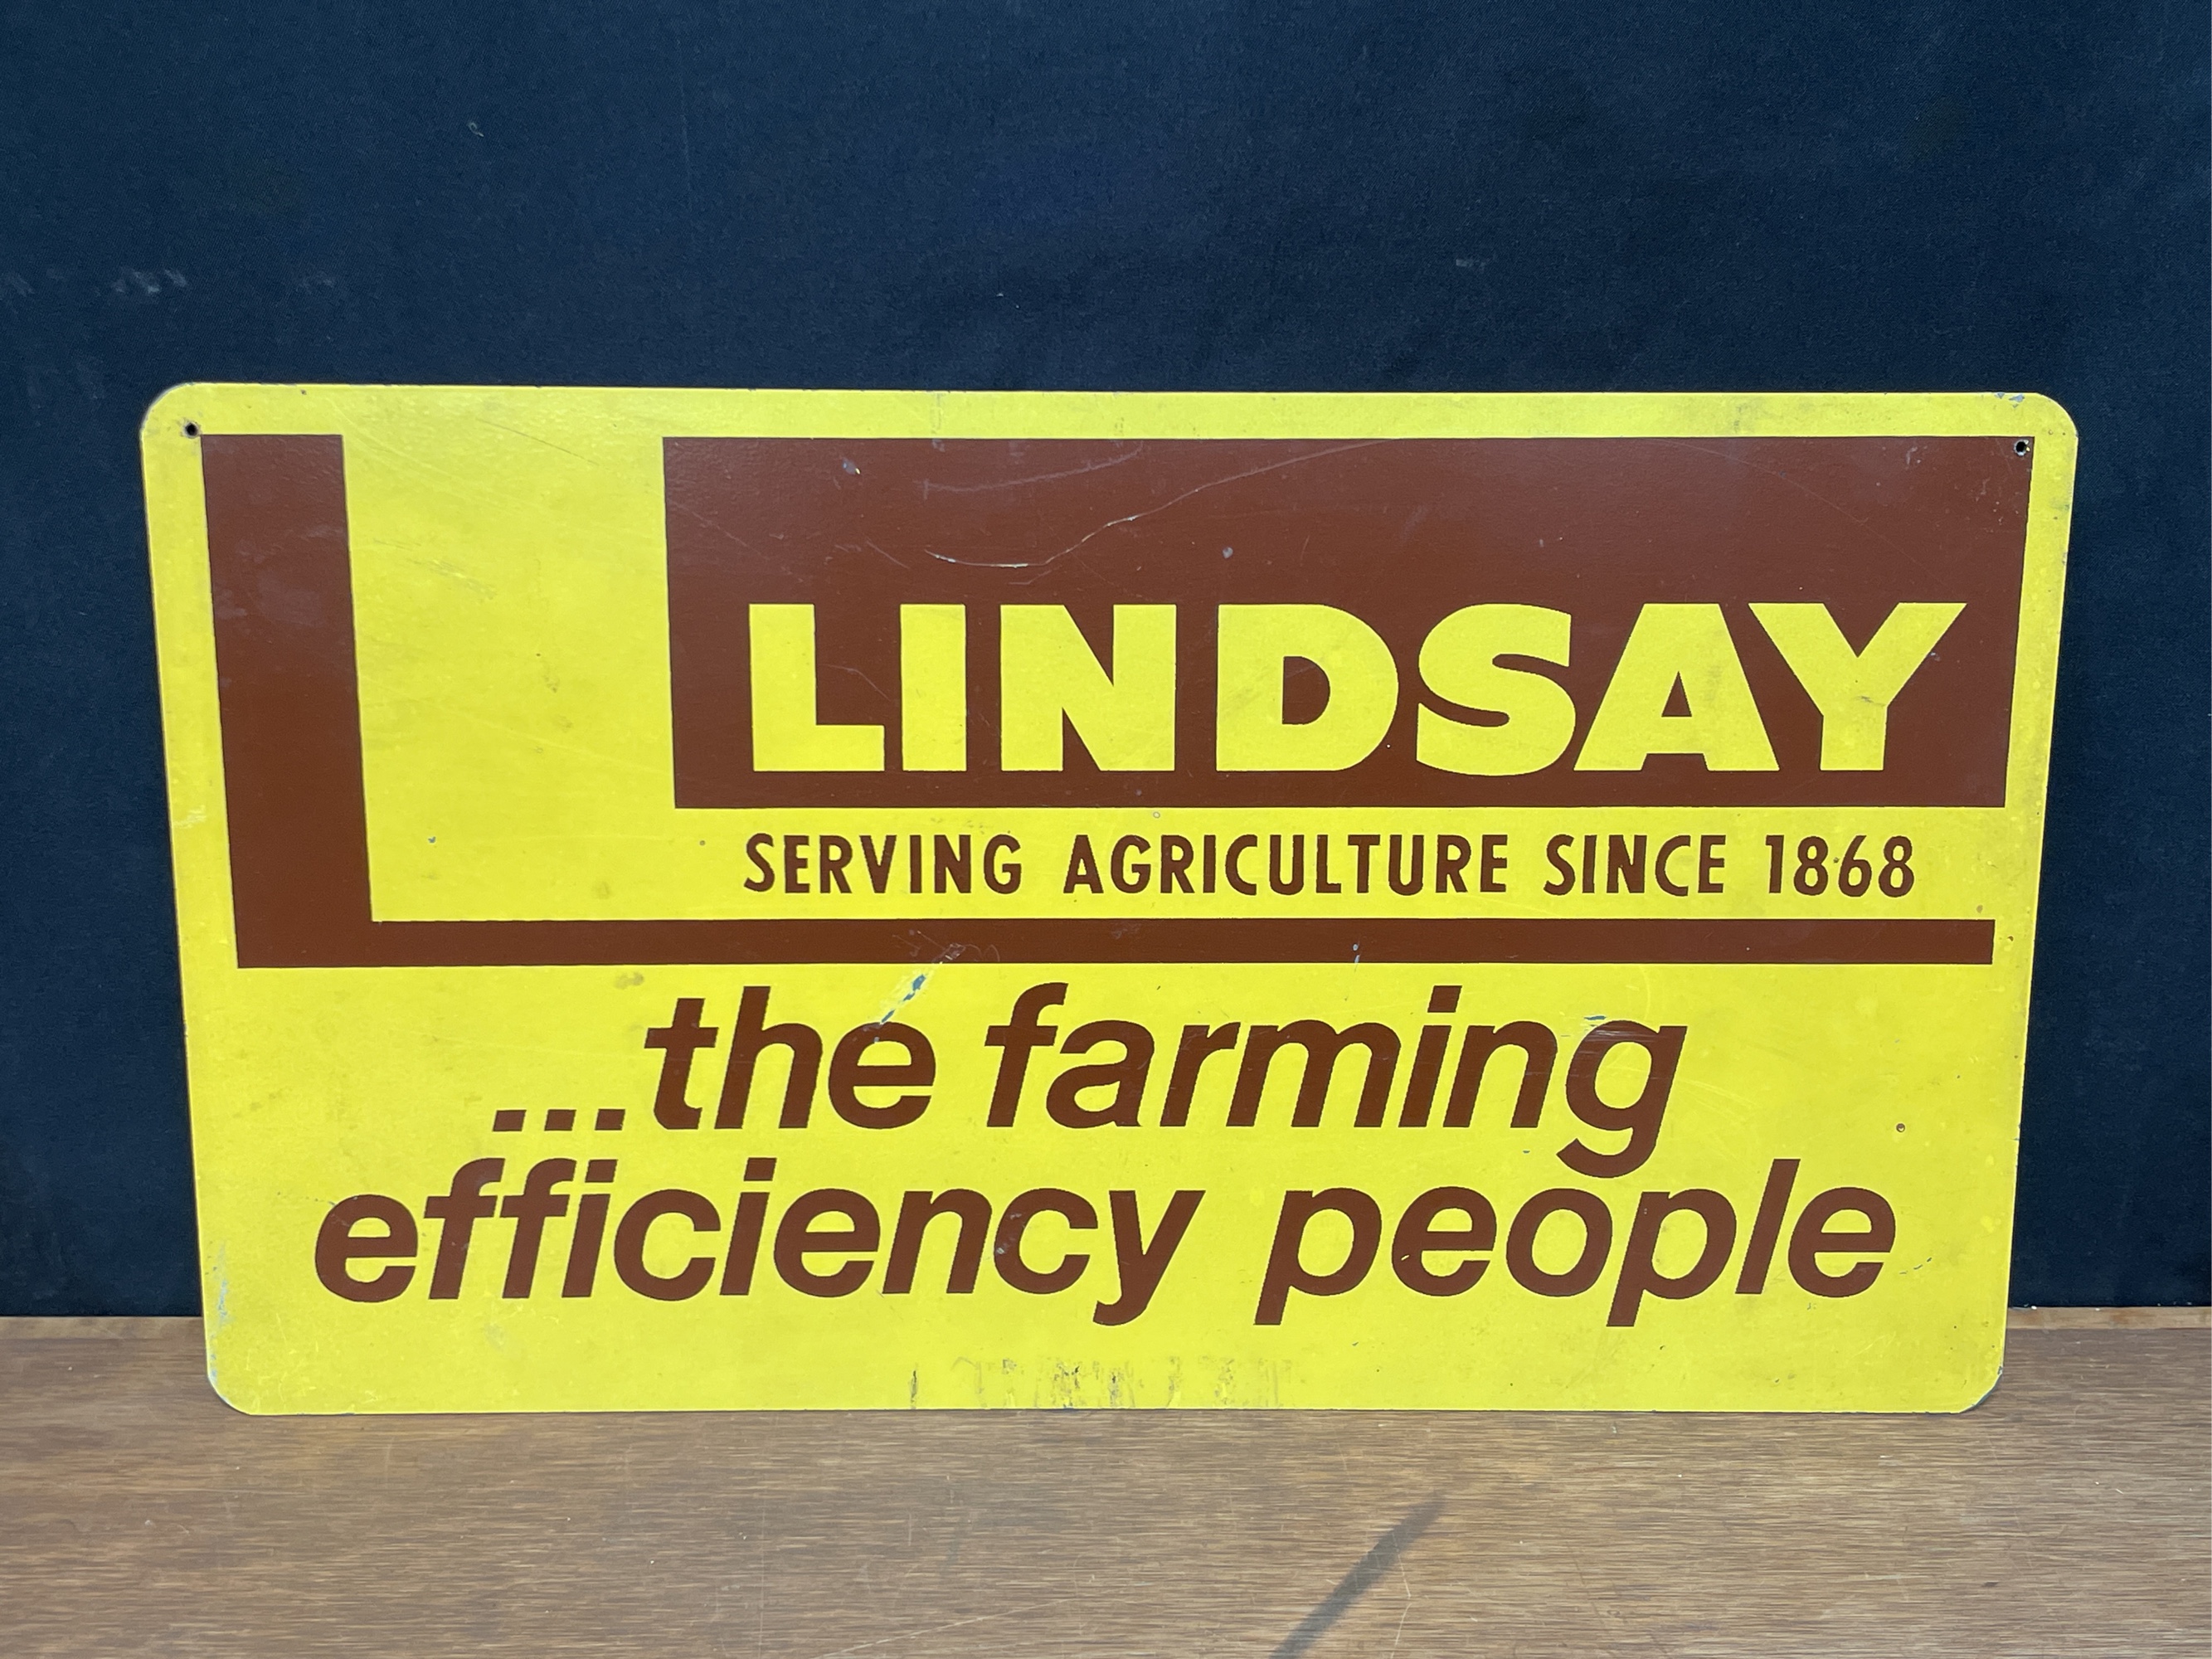 LINDSAY
SERVING AGRICULTURE SINCE 1868
...the farming
efficiency people